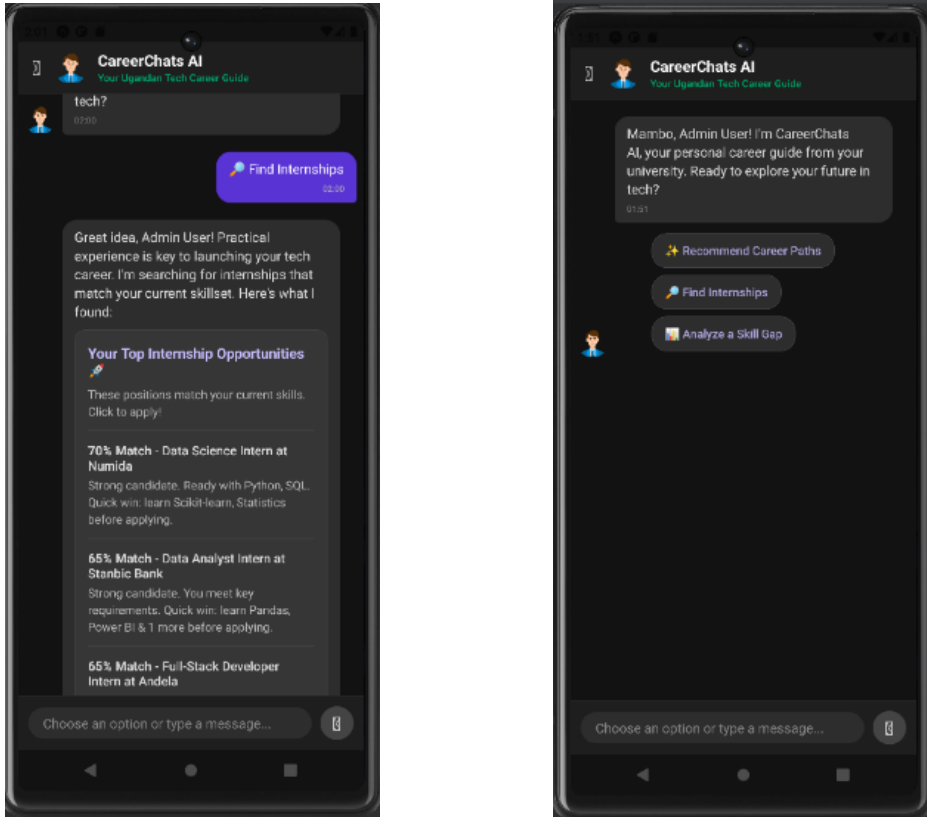 CareerChats AI
Your Ugandan Tech Career Guide
tech?
02:00
Find Internships
02:00
Great idea, Admin User! Practical
experience is key to launching your tech
career. I'm searching for internships that
match your current skillset. Here's what I
found:
Your Top Internship Opportunities
These positions match your current skills.
Click to apply!
70% Match - Data Science Intern at
Numida
Strong candidate. Ready with Python, SQL.
Quick win: learn Scikit-learn, Statistics
before applying.
65% Match - Data Analyst Intern at
Stanbic Bank
Strong candidate. You meet key
requirements. Quick win: learn Pandas,
Power BI & 1 more before applying.
65% Match - Full-Stack Developer
Intern at Andela
Choose an option or type a message...
CareerChats AI
Your Ugandan Tech Career Guide
Mambo, Admin User! I'm CareerChats
AI, your personal career guide from your
university. Ready to explore your future in
tech?
01:51
Recommend Career Paths
Find Internships
Analyze a Skill Gap
Choose an option or type a message...